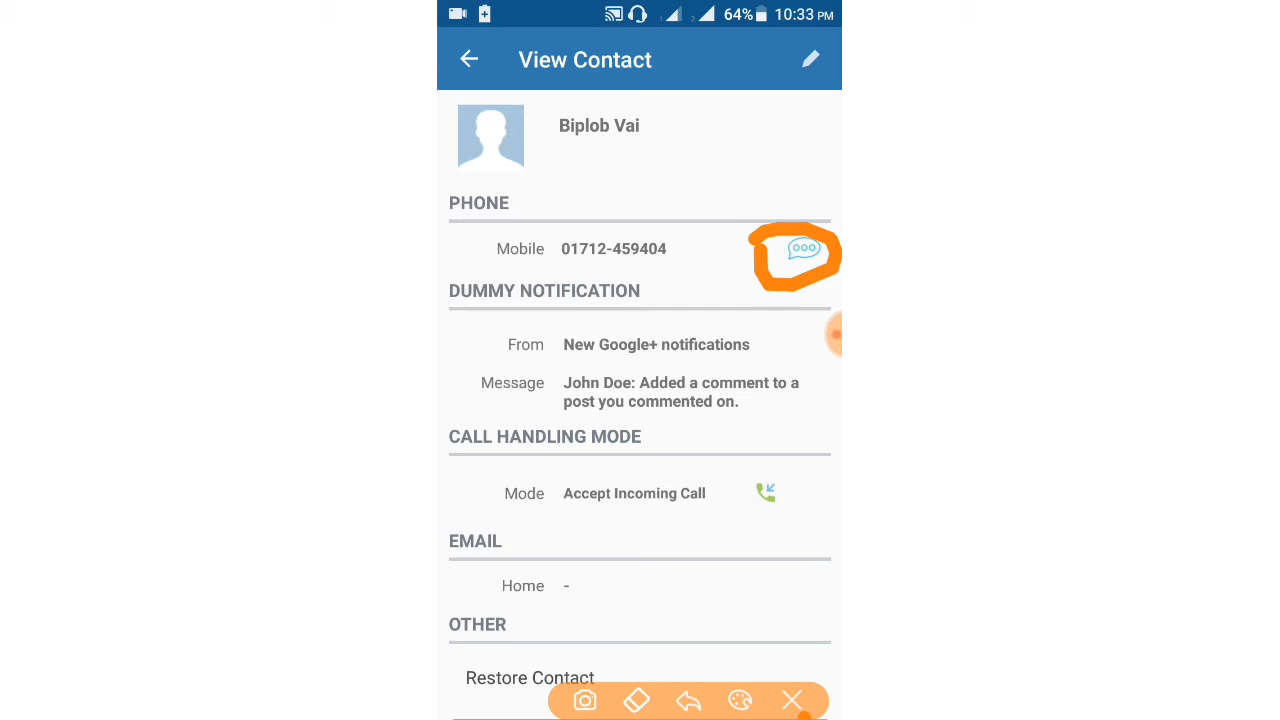 1 2 64% 10:33 PM
View Contact
Biplob Vai
PHONE
Mobile 01712-459404
DUMMY NOTIFICATION
From New Google+ notifications
Message John Doe: Added a comment to a
post you commented on.
CALL HANDLING MODE
Mode Accept Incoming Call
EMAIL
Home -
OTHER
Restore Contact